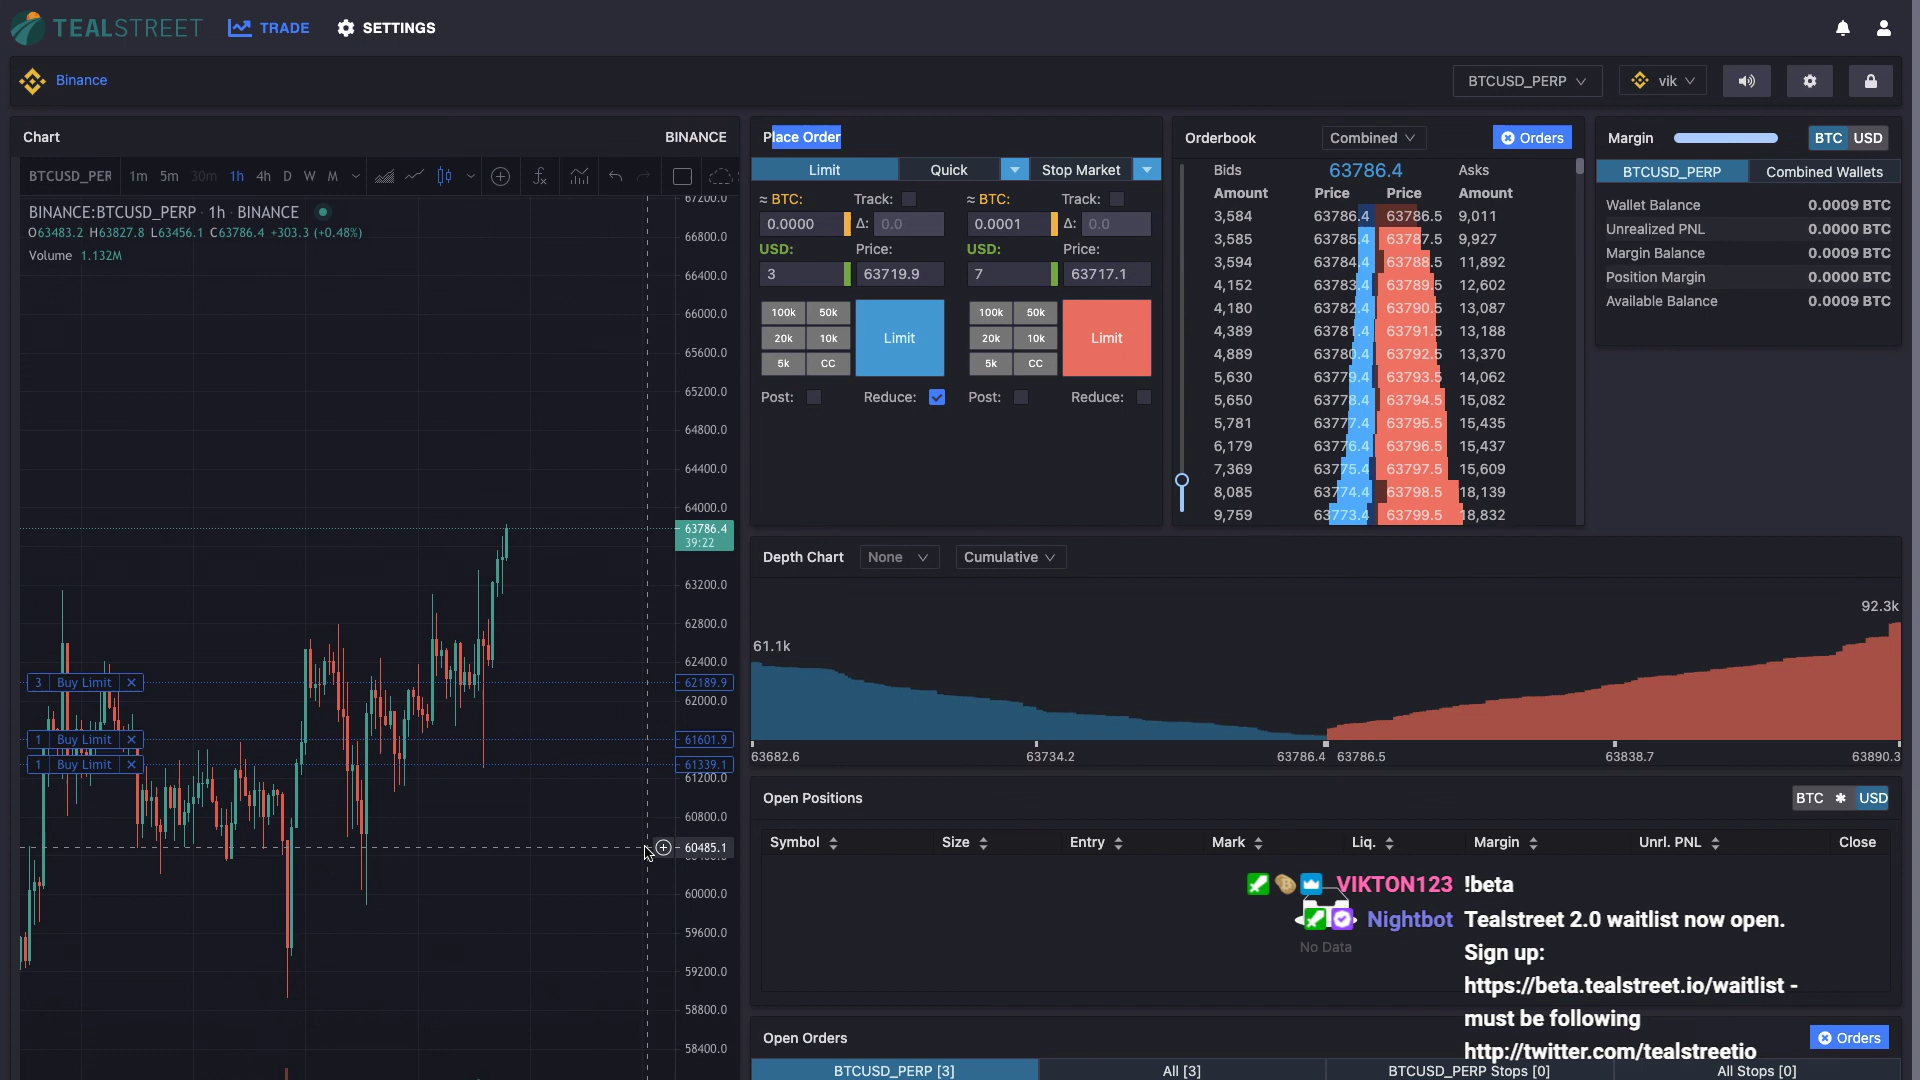 TEALSTREET
TRADE
SETTINGS
Binance
BTCUSD_PERP
vik
Chart
BINANCE
BTCUSD_PER
1m 5m 30m 1h 4h D W M
BINANCE:BTCUSD_PERP · 1h · BINANCE
O63483.2 H63827.8 L63456.1 C63786.4 +303.3 (+0.48%)
Volume 1.132M
67200.0
66800.0
66400.0
66000.0
65600.0
65200.0
64800.0
64400.0
64000.0
63786.4
39:22
63200.0
62800.0
62400.0
3 Buy Limit × 62189.9
62000.0
1 Buy Limit × 61601.9
1 Buy Limit × 61339.1
61200.0
60800.0
60485.1
60000.0
59600.0
59200.0
58800.0
58400.0
Place Order
Limit Quick Stop Market
≈ BTC: Track: ≈ BTC: Track:
0.0000 Δ: 0.0 0.0001 Δ: 0.0
USD: Price: USD: Price:
3 63719.9 7 63717.1
100k 50k 100k 50k
20k 10k Limit 20k 10k Limit
5k CC 5k CC
Post: Reduce: Post: Reduce:
Orderbook Combined Orders
Bids 63786.4 Asks
Amount Price Price Amount
3,584 63786.4 63786.5 9,011
3,585 63785.4 63787.5 9,927
3,594 63784.4 63788.5 11,892
4,152 63783.4 63789.5 12,602
4,180 63782.4 63790.5 13,087
4,389 63781.4 63791.5 13,188
4,889 63780.4 63792.5 13,370
5,630 63779.4 63793.5 14,062
5,650 63778.4 63794.5 15,082
5,781 63777.4 63795.5 15,435
6,179 63776.4 63796.5 15,437
7,369 63775.4 63797.5 15,609
8,085 63774.4 63798.5 18,139
9,759 63773.4 63799.5 18,832
Margin BTC USD
BTCUSD_PERP Combined Wallets
Wallet Balance 0.0009 BTC
Unrealized PNL 0.0000 BTC
Margin Balance 0.0009 BTC
Position Margin 0.0000 BTC
Available Balance 0.0009 BTC
Depth Chart None Cumulative
92.3k
61.1k
63682.6 63734.2 63786.4 63786.5 63838.7 63890.3
Open Positions BTC ✱ USD
Symbol Size Entry Mark Liq. Margin Unrl. PNL Close
VIKTON123 !beta
Nightbot Tealstreet 2.0 waitlist now open.
No Data
Sign up:
https://beta.tealstreet.io/waitlist -
must be following
http://twitter.com/tealstreetio
Open Orders Orders
BTCUSD_PERP [3] All [3] BTCUSD_PERP Stops [0] All Stops [0]